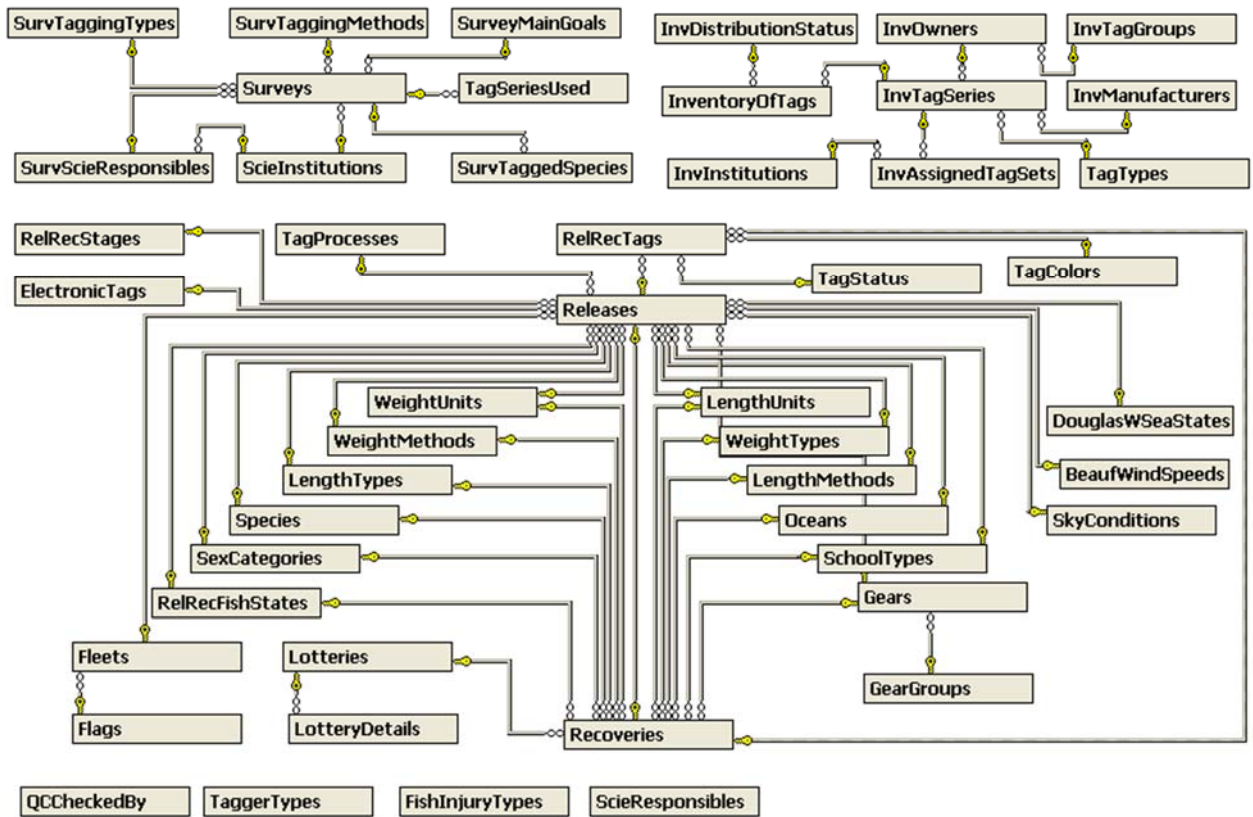 SurvTaggingTypes
SurvTaggingMethods
SurveyMainGoals
InvDistributionStatus
InvOwners
InvTagGroups
Surveys
TagSeriesUsed
InventoryOfTags
InvTagSeries
InvManufacturers
SurvScieResponsibles
ScieInstitutions
SurvTaggedSpecies
InvInstitutions
InvAssignedTagSets
TagTypes
RelRecStages
TagProcesses
RelRecTags
TagStatus
TagColors
ElectronicTags
Releases
WeightUnits
LengthUnits
DouglasWSeaStates
WeightMethods
WeightTypes
LengthTypes
LengthMethods
BeaufWindSpeeds
Species
Oceans
SkyConditions
SexCategories
SchoolTypes
RelRecFishStates
Gears
Fleets
Lotteries
GearGroups
Flags
LotteryDetails
Recoveries
QCCheckedBy
TaggerTypes
FishInjuryTypes
ScieResponsibles